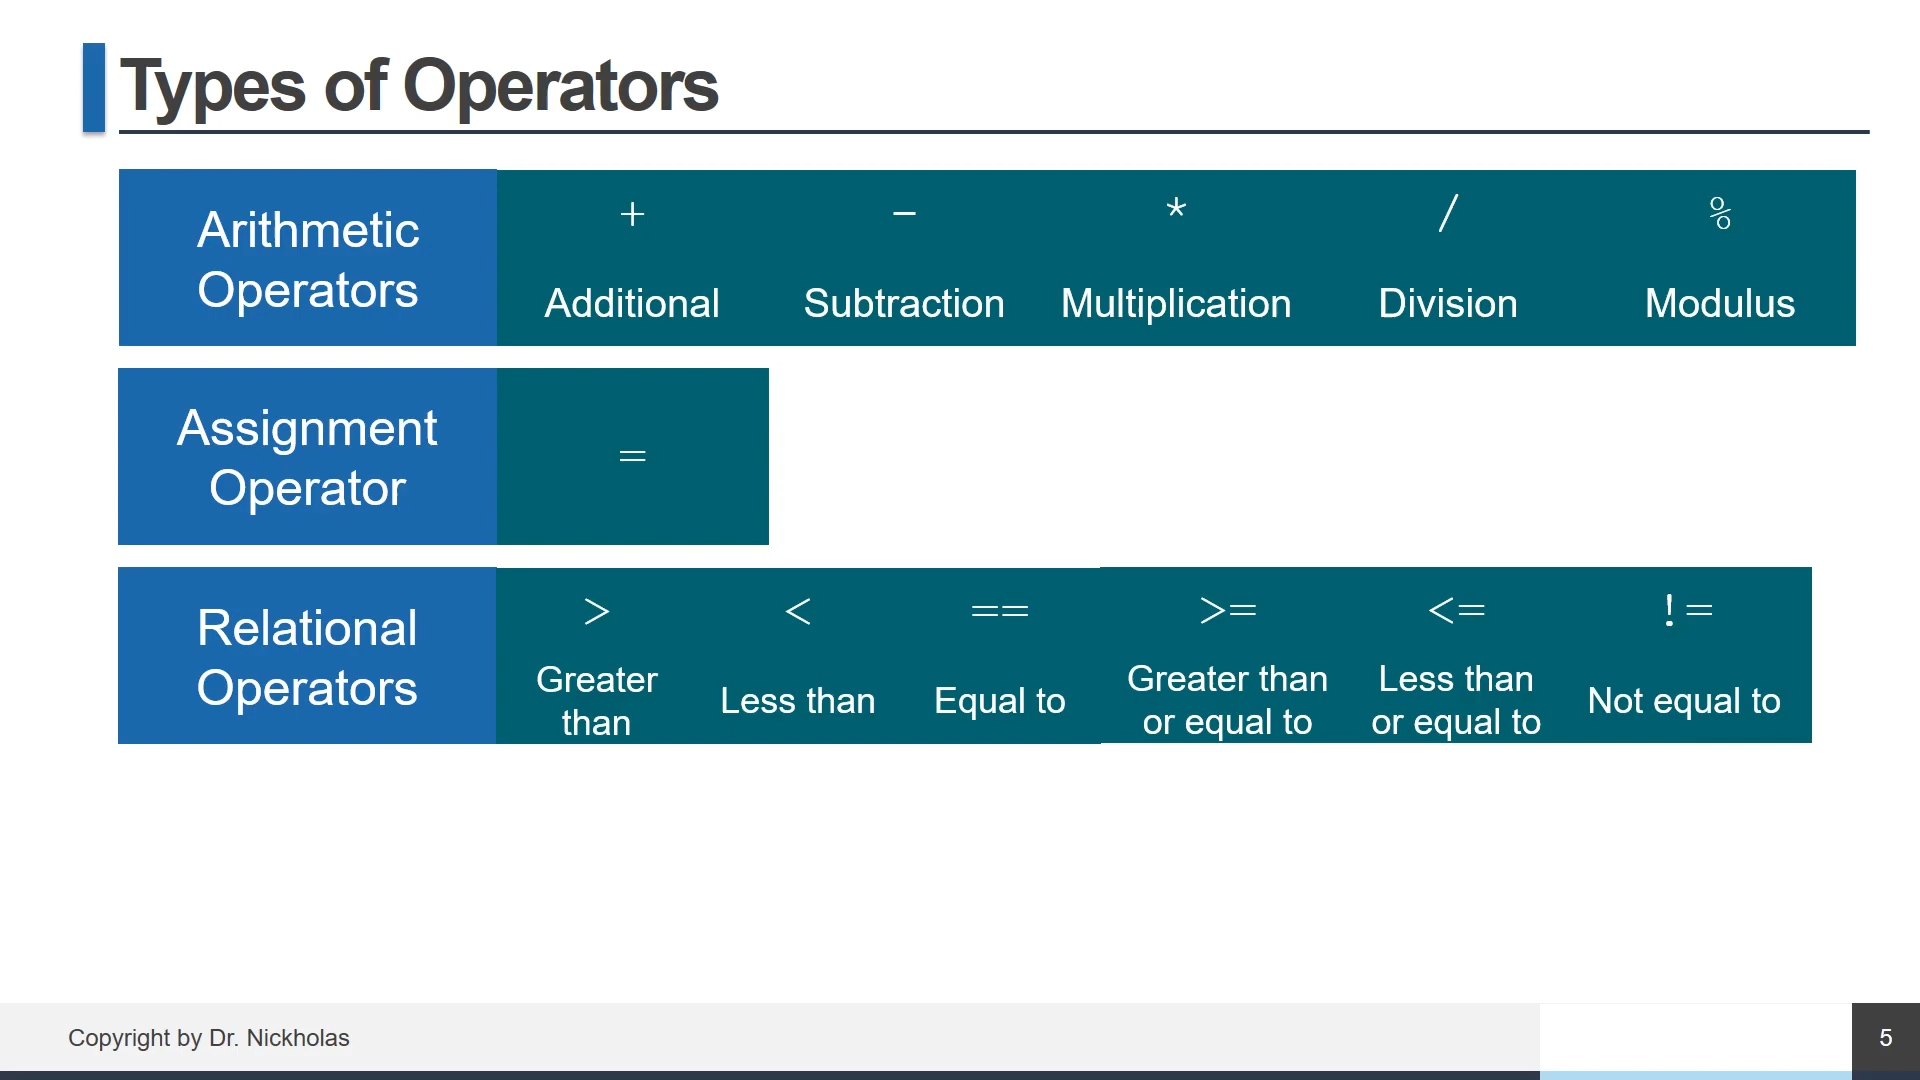 Types of Operators
Arithmetic
Operators
+ - * / %
Additional Subtraction Multiplication Division Modulus
Assignment
Operator
=
Relational
Operators
> < == >= <= !=
Greater
than
Less than
Equal to
Greater than
or equal to
Less than
or equal to
Not equal to
Copyright by Dr. Nickholas
5